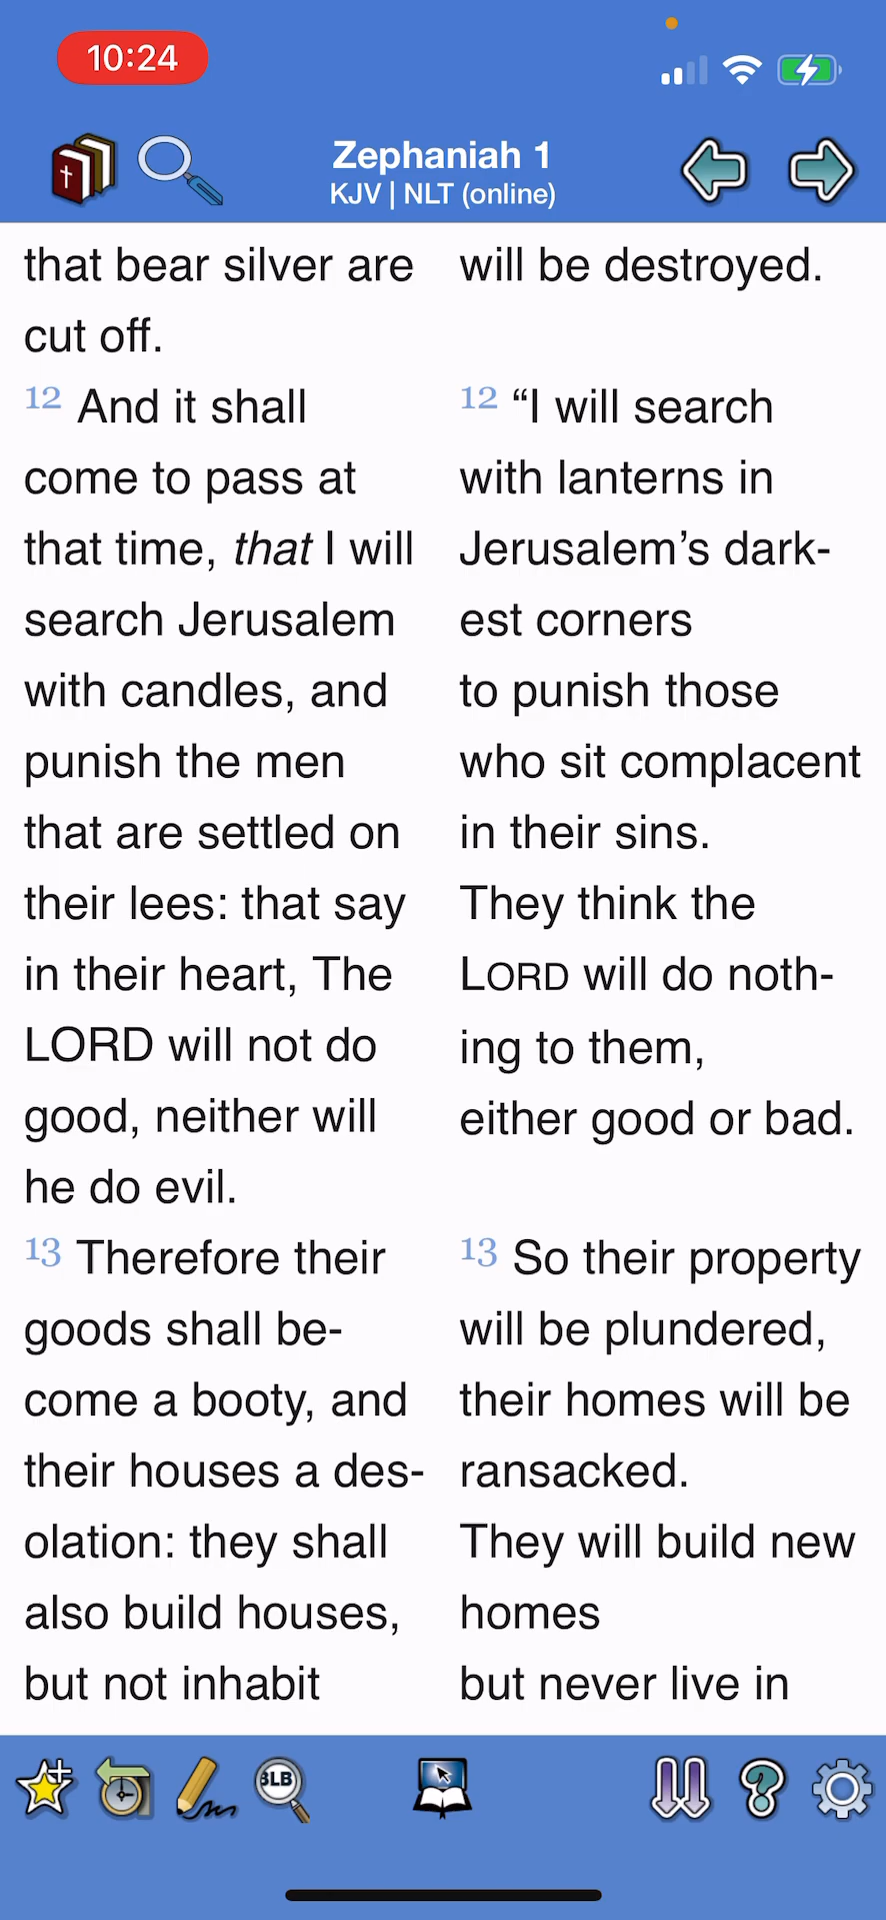 10:24
Zephaniah 1
KJV | NLT (online)
that bear silver are
cut off.
12 And it shall
come to pass at
that time, that I will
search Jerusalem
with candles, and
punish the men
that are settled on
their lees: that say
in their heart, The
LORD will not do
good, neither will
he do evil.
13 Therefore their
goods shall be-
come a booty, and
their houses a des-
olation: they shall
also build houses,
but not inhabit
will be destroyed.
12 “I will search
with lanterns in
Jerusalem’s dark-
est corners
to punish those
who sit complacent
in their sins.
They think the
LORD will do noth-
ing to them,
either good or bad.
13 So their property
will be plundered,
their homes will be
ransacked.
They will build new
homes
but never live in
BLB